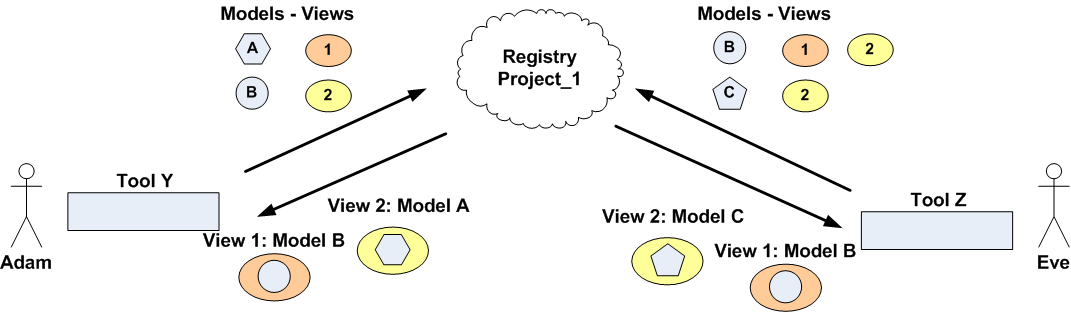 Models - Views
A 1
B 2
Registry
Project_1
Models - Views
B 1 2
C 2
Tool Y
Adam
View 2: Model A
View 1: Model B
View 2: Model C
View 1: Model B
Tool Z
Eve